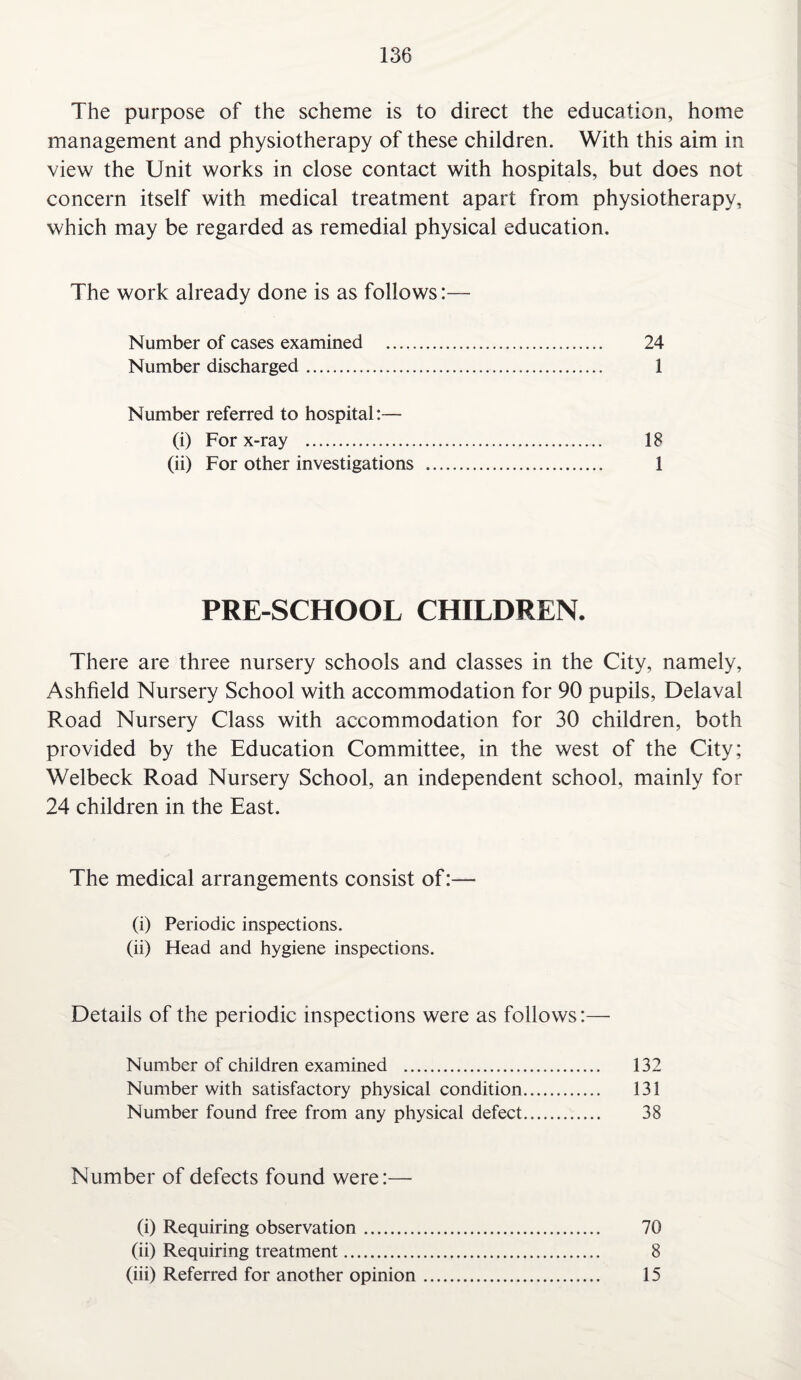 136
The purpose of the scheme is to direct the education, home
management and physiotherapy of these children. With this aim in
view the Unit works in close contact with hospitals, but does not
concern itself with medical treatment apart from physiotherapy,
which may be regarded as remedial physical education.
The work already done is as follows:—
Number of cases examined .................................... 24
Number discharged .................................................. 1
Number referred to hospital:—
(i) For x-ray .................................................. 18
(ii) For other investigations .............................. 1
PRE-SCHOOL CHILDREN.
There are three nursery schools and classes in the City, namely,
Ashfield Nursery School with accommodation for 90 pupils, Delaval
Road Nursery Class with accommodation for 30 children, both
provided by the Education Committee, in the west of the City;
Welbeck Road Nursery School, an independent school, mainly for
24 children in the East.
The medical arrangements consist of:—
(i) Periodic inspections.
(ii) Head and hygiene inspections.
Details of the periodic inspections were as follows:—
Number of children examined ................................. 132
Number with satisfactory physical condition............. 131
Number found free from any physical defect............. 38
Number of defects found were:—
(i) Requiring observation ........................................ 70
(ii) Requiring treatment ........................................... 8
(iii) Referred for another opinion .............................. 15